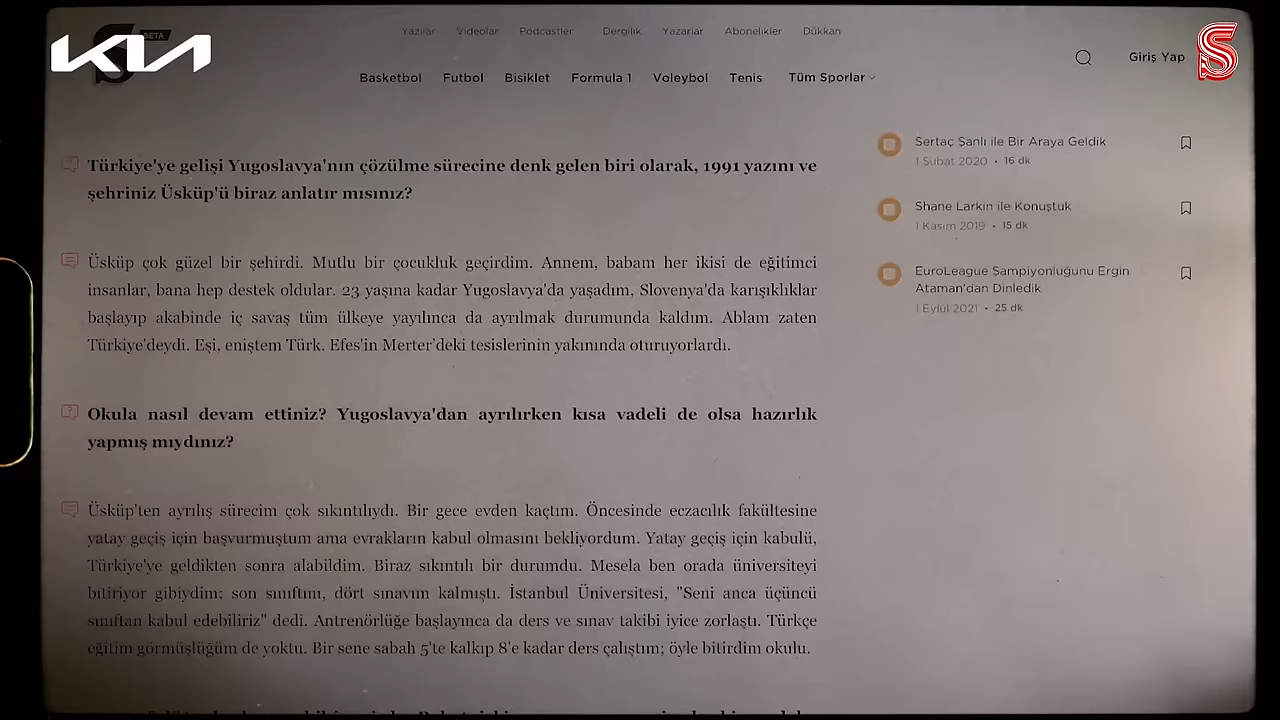 KIA
BETA
S
Yazılar Videolar Podcastler Dergilik Yazarlar Abonelikler Dükkan
Basketbol Futbol Bisiklet Formula 1 Voleybol Tenis Tüm Sporlar
Giriş Yap
S
Türkiye'ye gelişi Yugoslavya'nın çözülme sürecine denk gelen biri olarak, 1991 yazını ve
şehriniz Üsküp'ü biraz anlatır mısınız?
Üsküp çok güzel bir şehirdi. Mutlu bir çocukluk geçirdim. Annem, babam her ikisi de eğitimci
insanlar, bana hep destek oldular. 23 yaşına kadar Yugoslavya'da yaşadım, Slovenya'da karışıklıklar
başlayıp akabinde iç savaş tüm ülkeye yayılınca da ayrılmak durumunda kaldım. Ablam zaten
Türkiye'deydi. Eşi, eniştem Türk. Efes'in Merter'deki tesislerinin yakınında oturuyorlardı.
Okula nasıl devam ettiniz? Yugoslavya'dan ayrılırken kısa vadeli de olsa hazırlık
yapmış mıydınız?
Üsküp'ten ayrılış sürecim çok sıkıntılıydı. Bir gece evden kaçtım. Öncesinde eczacılık fakültesine
yatay geçiş için başvurmuştum ama evrakların kabul olmasını bekliyordum. Yatay geçiş için kabulü,
Türkiye'ye geldikten sonra alabildim. Biraz sıkıntılı bir durumdu. Mesela ben orada üniversiteyi
bitiriyor gibiydim: son sınıftım, dört sınavım kalmıştı. İstanbul Üniversitesi, "Seni anca üçüncü
sınıftan kabul edebiliriz" dedi. Antrenörlüğe başlayınca da ders ve sınav takibi iyice zorlaştı. Türkçe
eğitim görmüşlüğüm de yoktu. Bir sene sabah 5'te kalkıp 8'e kadar ders çalıştım; öyle bitirdim okulu.
Sertaç Şanlı ile Bir Araya Geldik
1 Şubat 2020 • 16 dk
Shane Larkin ile Konuştuk
1 Kasım 2019 • 15 dk
EuroLeague Şampiyonluğunu Ergin
Ataman'dan Dinledik
1 Eylül 2021 • 25 dk